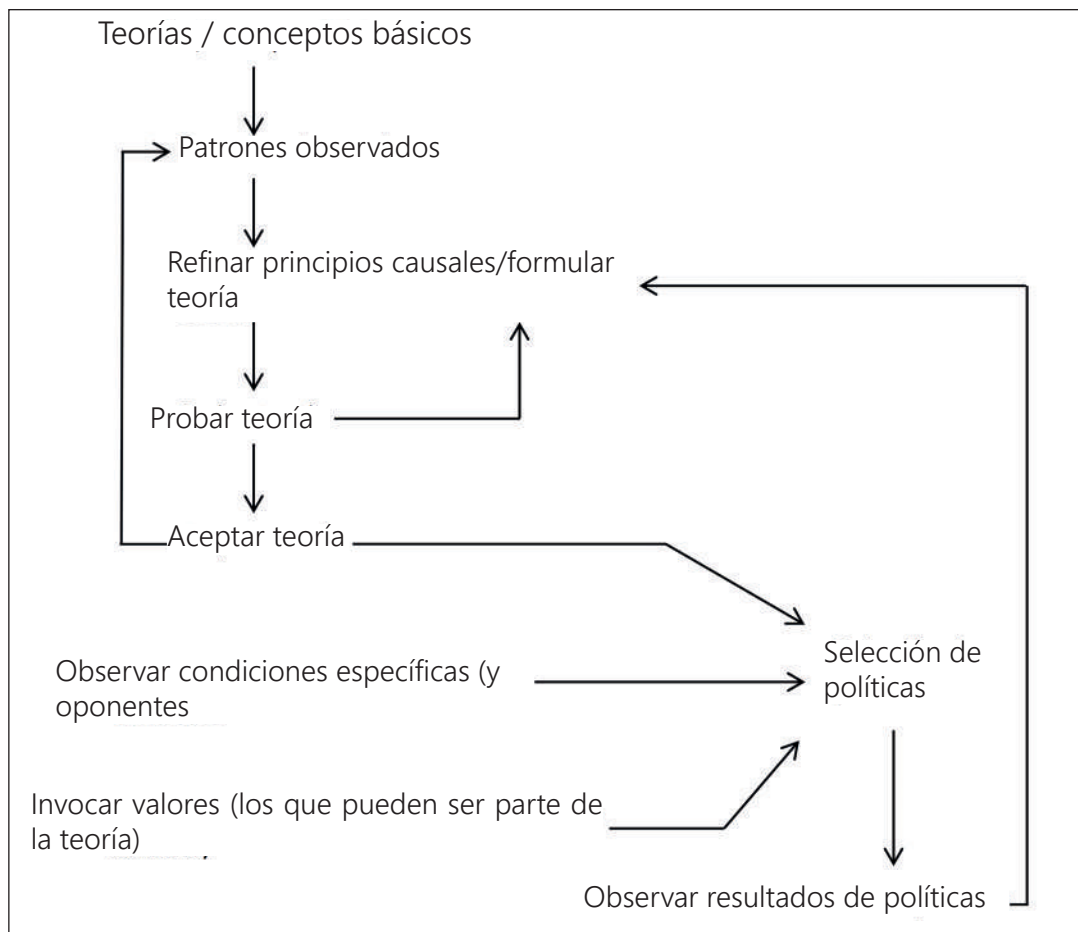 Teorías / conceptos básicos
Patrones observados
Refinar principios causales/formular
teoría
Probar teoría
Aceptar teoría
Observar condiciones específicas (y
oponentes
Selección de
políticas
Invocar valores (los que pueden ser parte de
la teoría)
Observar resultados de políticas